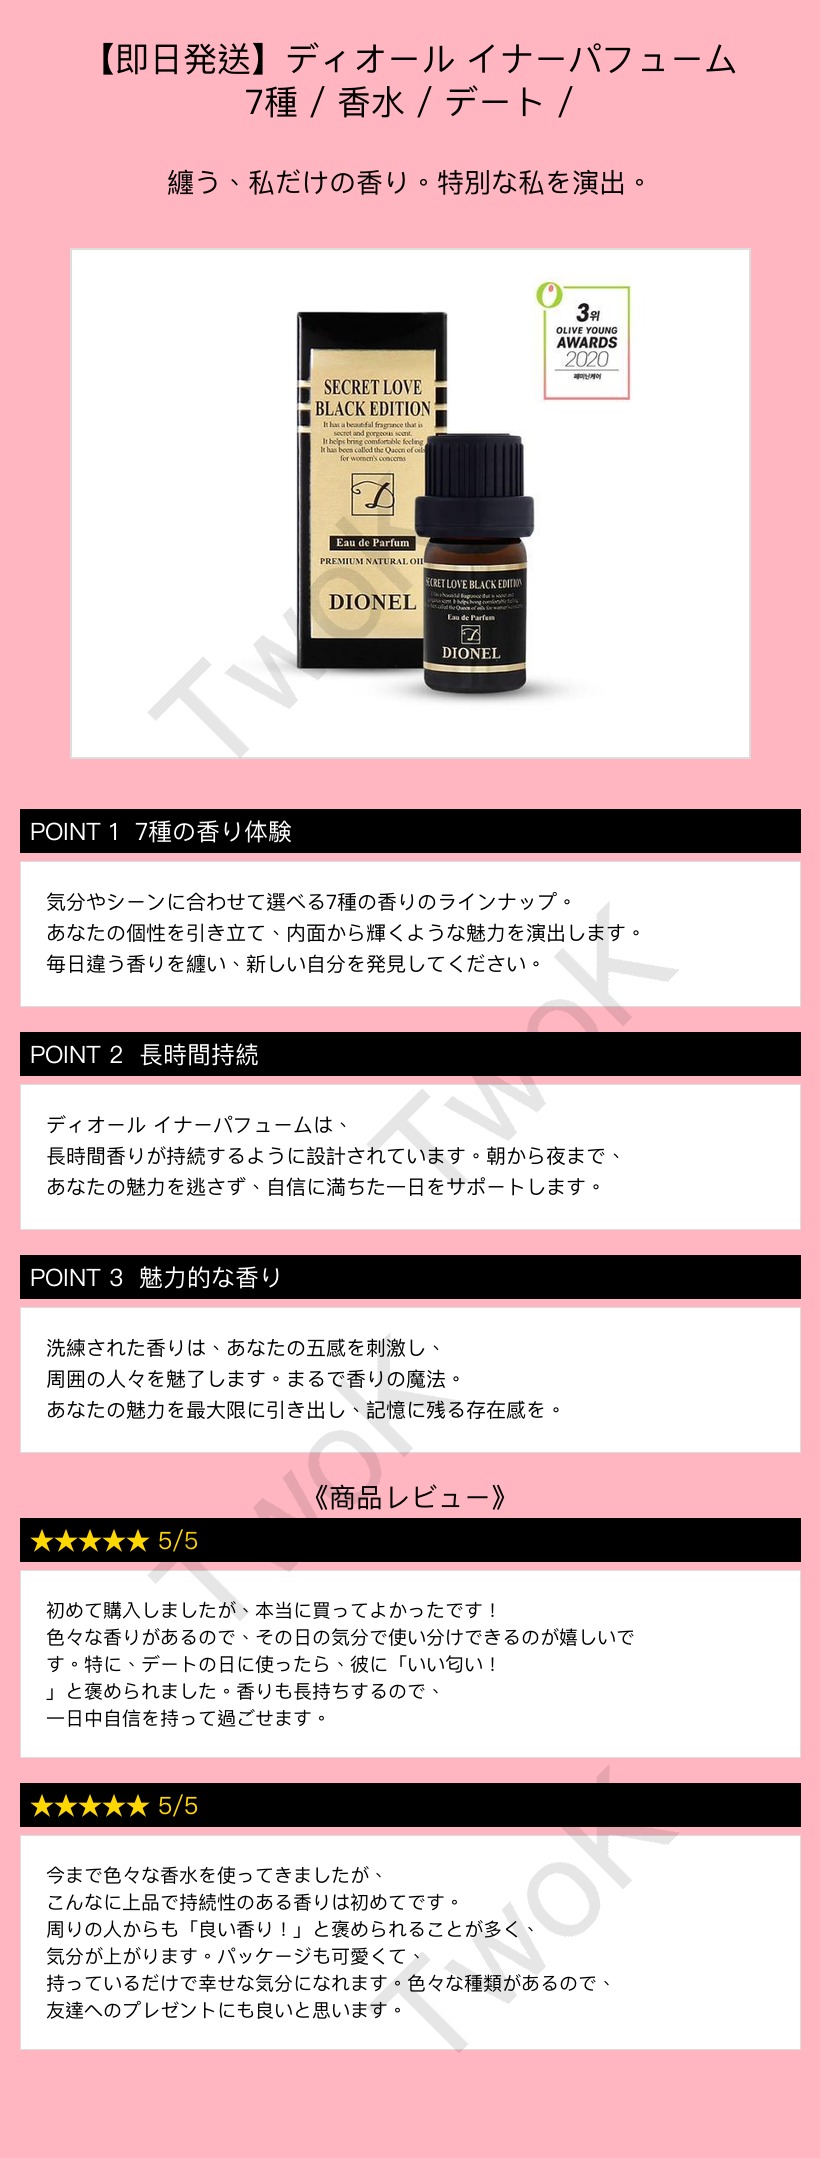 【即日発送】ディオール イナーパフューム
7種 / 香水 / デート /
纏う、私だけの香り。特別な私を演出。
3위
OLIVE YOUNG
AWARDS
2020
페미닌케어
SECRET LOVE
BLACK EDITION
It has a beautiful fragrance that is
secret and gorgeous scent.
It helps bring comfortable feeling
It has been called the Queen of oils
for women's concerns
Eau de Parfum
PREMIUM NATURAL OIL
DIONEL
SECRET LOVE BLACK EDITION
Eau de Parfum
DIONEL
TwoK
POINT 1 7種の香り体験
気分やシーンに合わせて選べる7種の香りのラインナップ。
あなたの個性を引き立て、内面から輝くような魅力を演出します。
毎日違う香りを纏い、新しい自分を発見してください。
TwoK
POINT 2 長時間持続
ディオール イナーパフュームは、
長時間香りが持続するように設計されています。朝から夜まで、
あなたの魅力を逃さず、自信に満ちた一日をサポートします。
POINT 3 魅力的な香り
洗練された香りは、あなたの五感を刺激し、
周囲の人々を魅了します。まるで香りの魔法。
あなたの魅力を最大限に引き出し、記憶に残る存在感を。
TwoK
《商品レビュー》
★★★★★ 5/5
初めて購入しましたが、本当に買ってよかったです！
色々な香りがあるので、その日の気分で使い分けできるのが嬉しいで
す。特に、デートの日に使ったら、彼に「いい匂い！
」と褒められました。香りも長持ちするので、
一日中自信を持って過ごせます。
★★★★★ 5/5
今まで色々な香水を使ってきましたが、
こんなに上品で持続性のある香りは初めてです。
周りの人からも「良い香り！」と褒められることが多く、
気分が上がります。パッケージも可愛くて、
持っているだけで幸せな気分になれます。色々な種類があるので、
友達へのプレゼントにも良いと思います。
TwoK